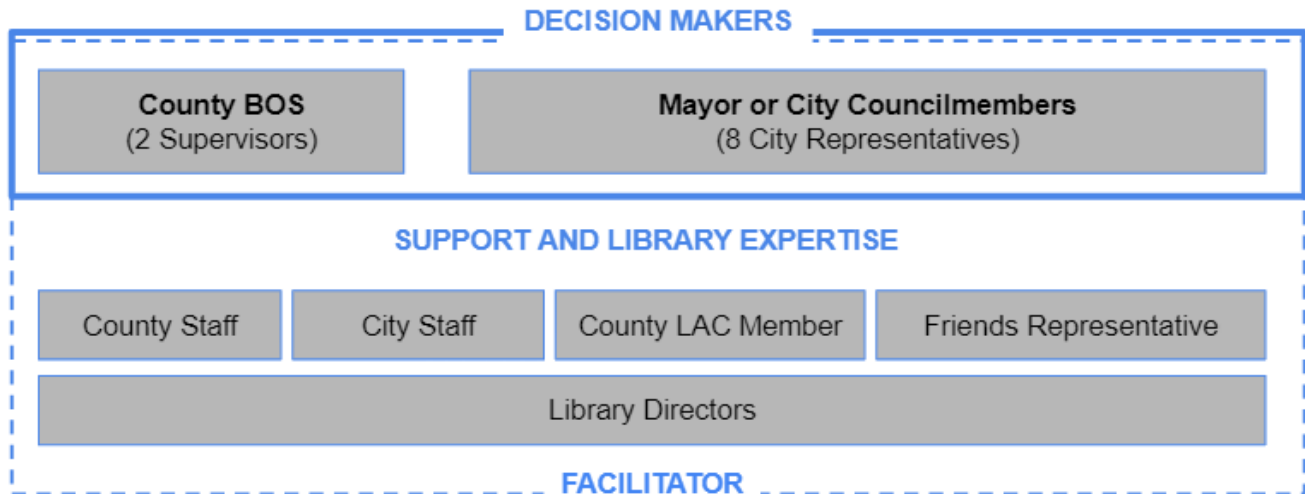 DECISION MAKERS
County BOS
(2 Supervisors)
Mayor or City Councilmembers
(8 City Representatives)
SUPPORT AND LIBRARY EXPERTISE
County Staff
City Staff
County LAC Member
Friends Representative
Library Directors
FACILITATOR